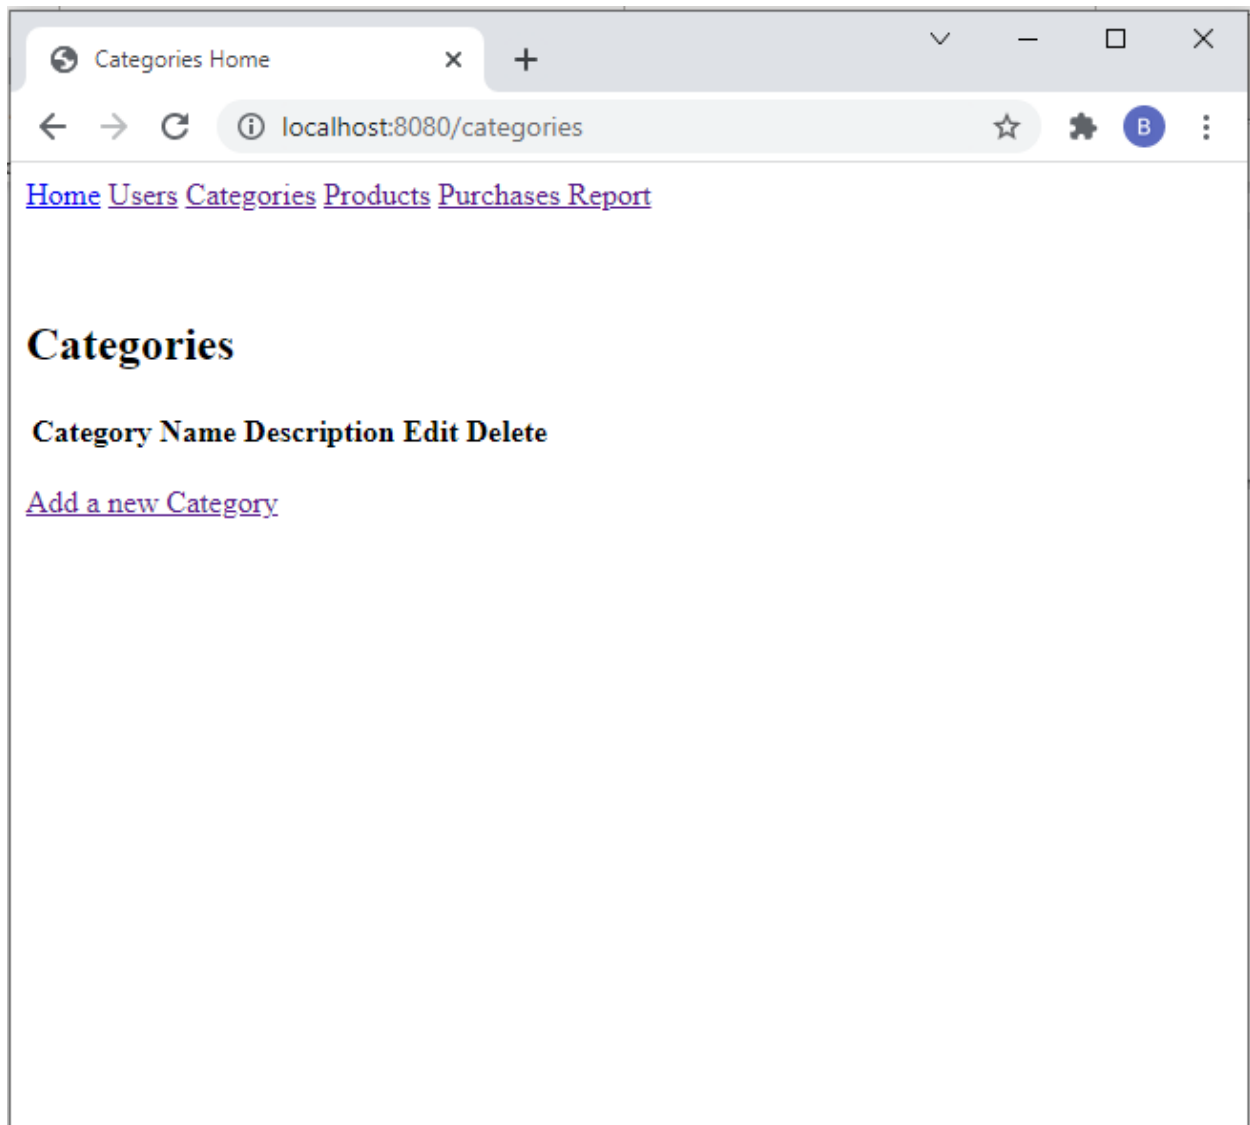 Categories Home
localhost:8080/categories
B
Home Users Categories Products Purchases Report
Categories
Category Name Description Edit Delete
Add a new Category